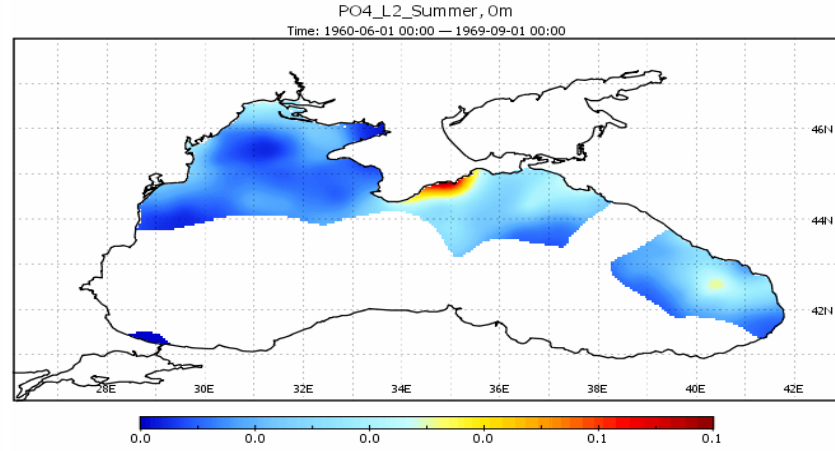 PO4_L2_Summer, 0m
Time: 1960-06-01 00:00 — 1969-09-01 00:00
46N
44N
42N
28E 30E 32E 34E 36E 38E 40E 42E
0.0 0.0 0.0 0.0 0.1 0.1